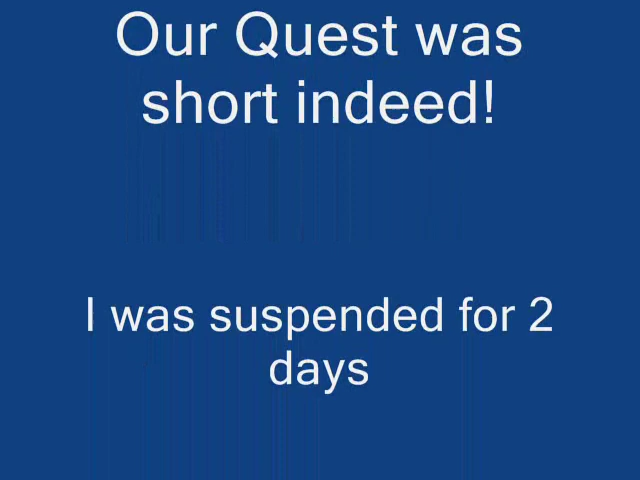 Our Quest was
short indeed!
I was suspended for 2
days